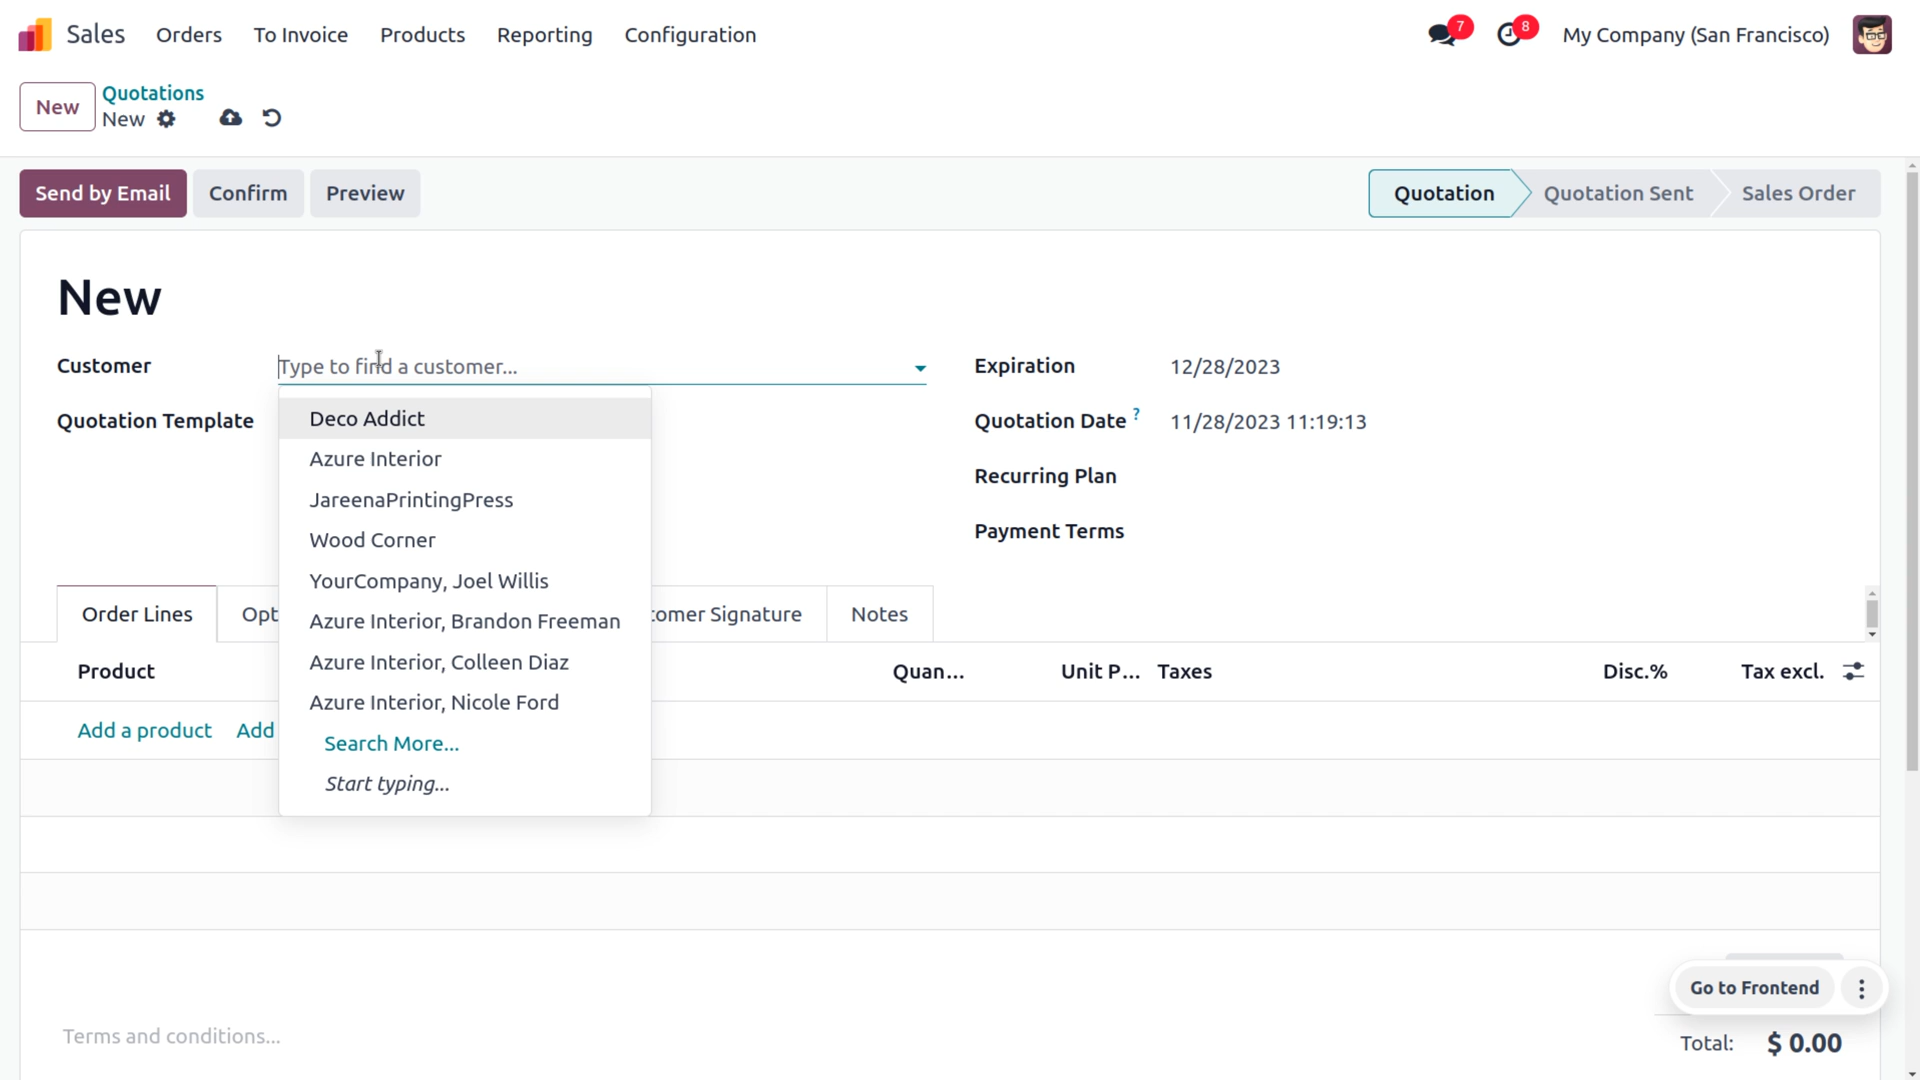 Sales Orders To Invoice Products Reporting Configuration 7 8 My Company (San Francisco)
New Quotations
New
Send by Email Confirm Preview Quotation Quotation Sent Sales Order
New
Customer Type to find a customer... Expiration 12/28/2023
Deco Addict
Quotation Template Quotation Date ? 11/28/2023 11:19:13
Azure Interior
Recurring Plan
JareenaPrintingPress
Payment Terms
Wood Corner
YourCompany, Joel Willis
Order Lines Opt Azure Interior, Brandon Freeman tomer Signature Notes
Azure Interior, Colleen Diaz
Product Quan... Unit P... Taxes Disc.% Tax excl.
Azure Interior, Nicole Ford
Add a product Add
Search More...
Start typing...
Go to Frontend
Terms and conditions...
Total: $ 0.00